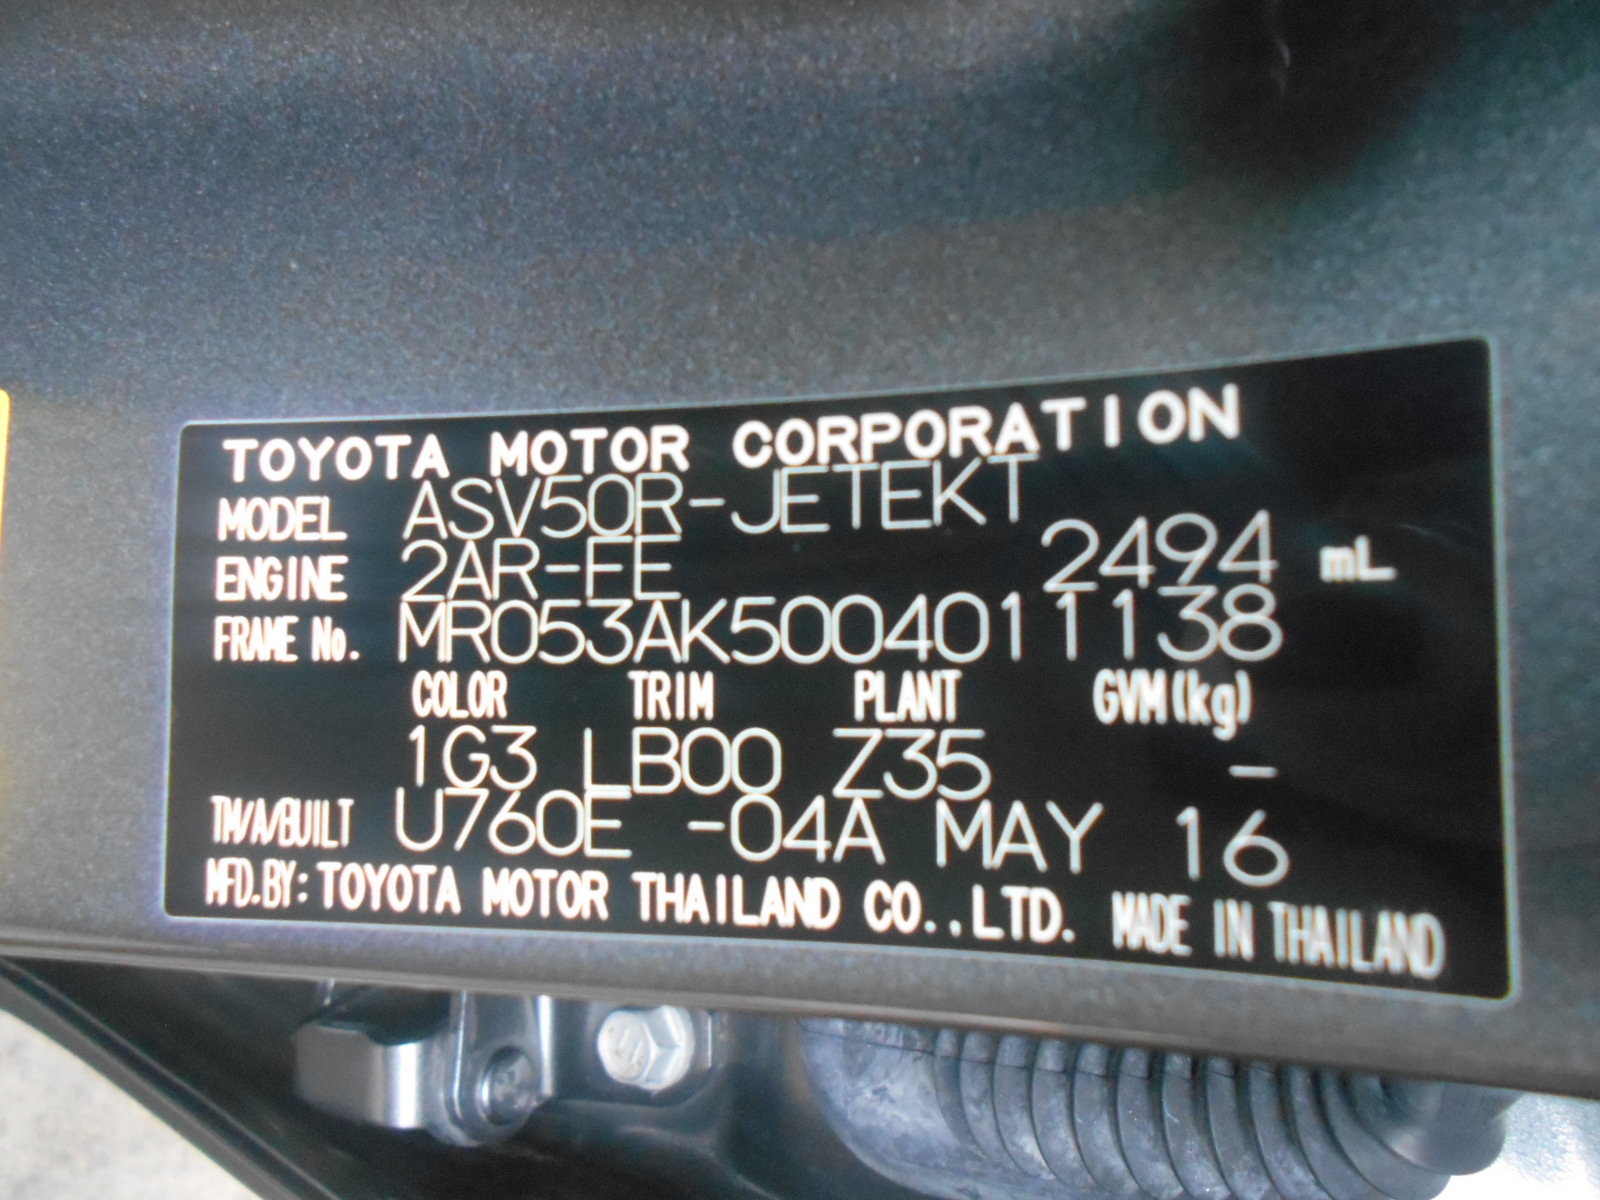 TOYOTA MOTOR CORPORATION
MODEL ASV50R-JETEKT
ENGINE 2AR-FE 2494 mL
FRAME No. MR053AK5004011138
COLOR TRIM PLANT GVM(kg)
1G3 LB00 Z35 -
TM/A/BUILT U760E -04A MAY 16
MFD.BY: TOYOTA MOTOR THAILAND CO.,LTD. MADE IN THAILAND